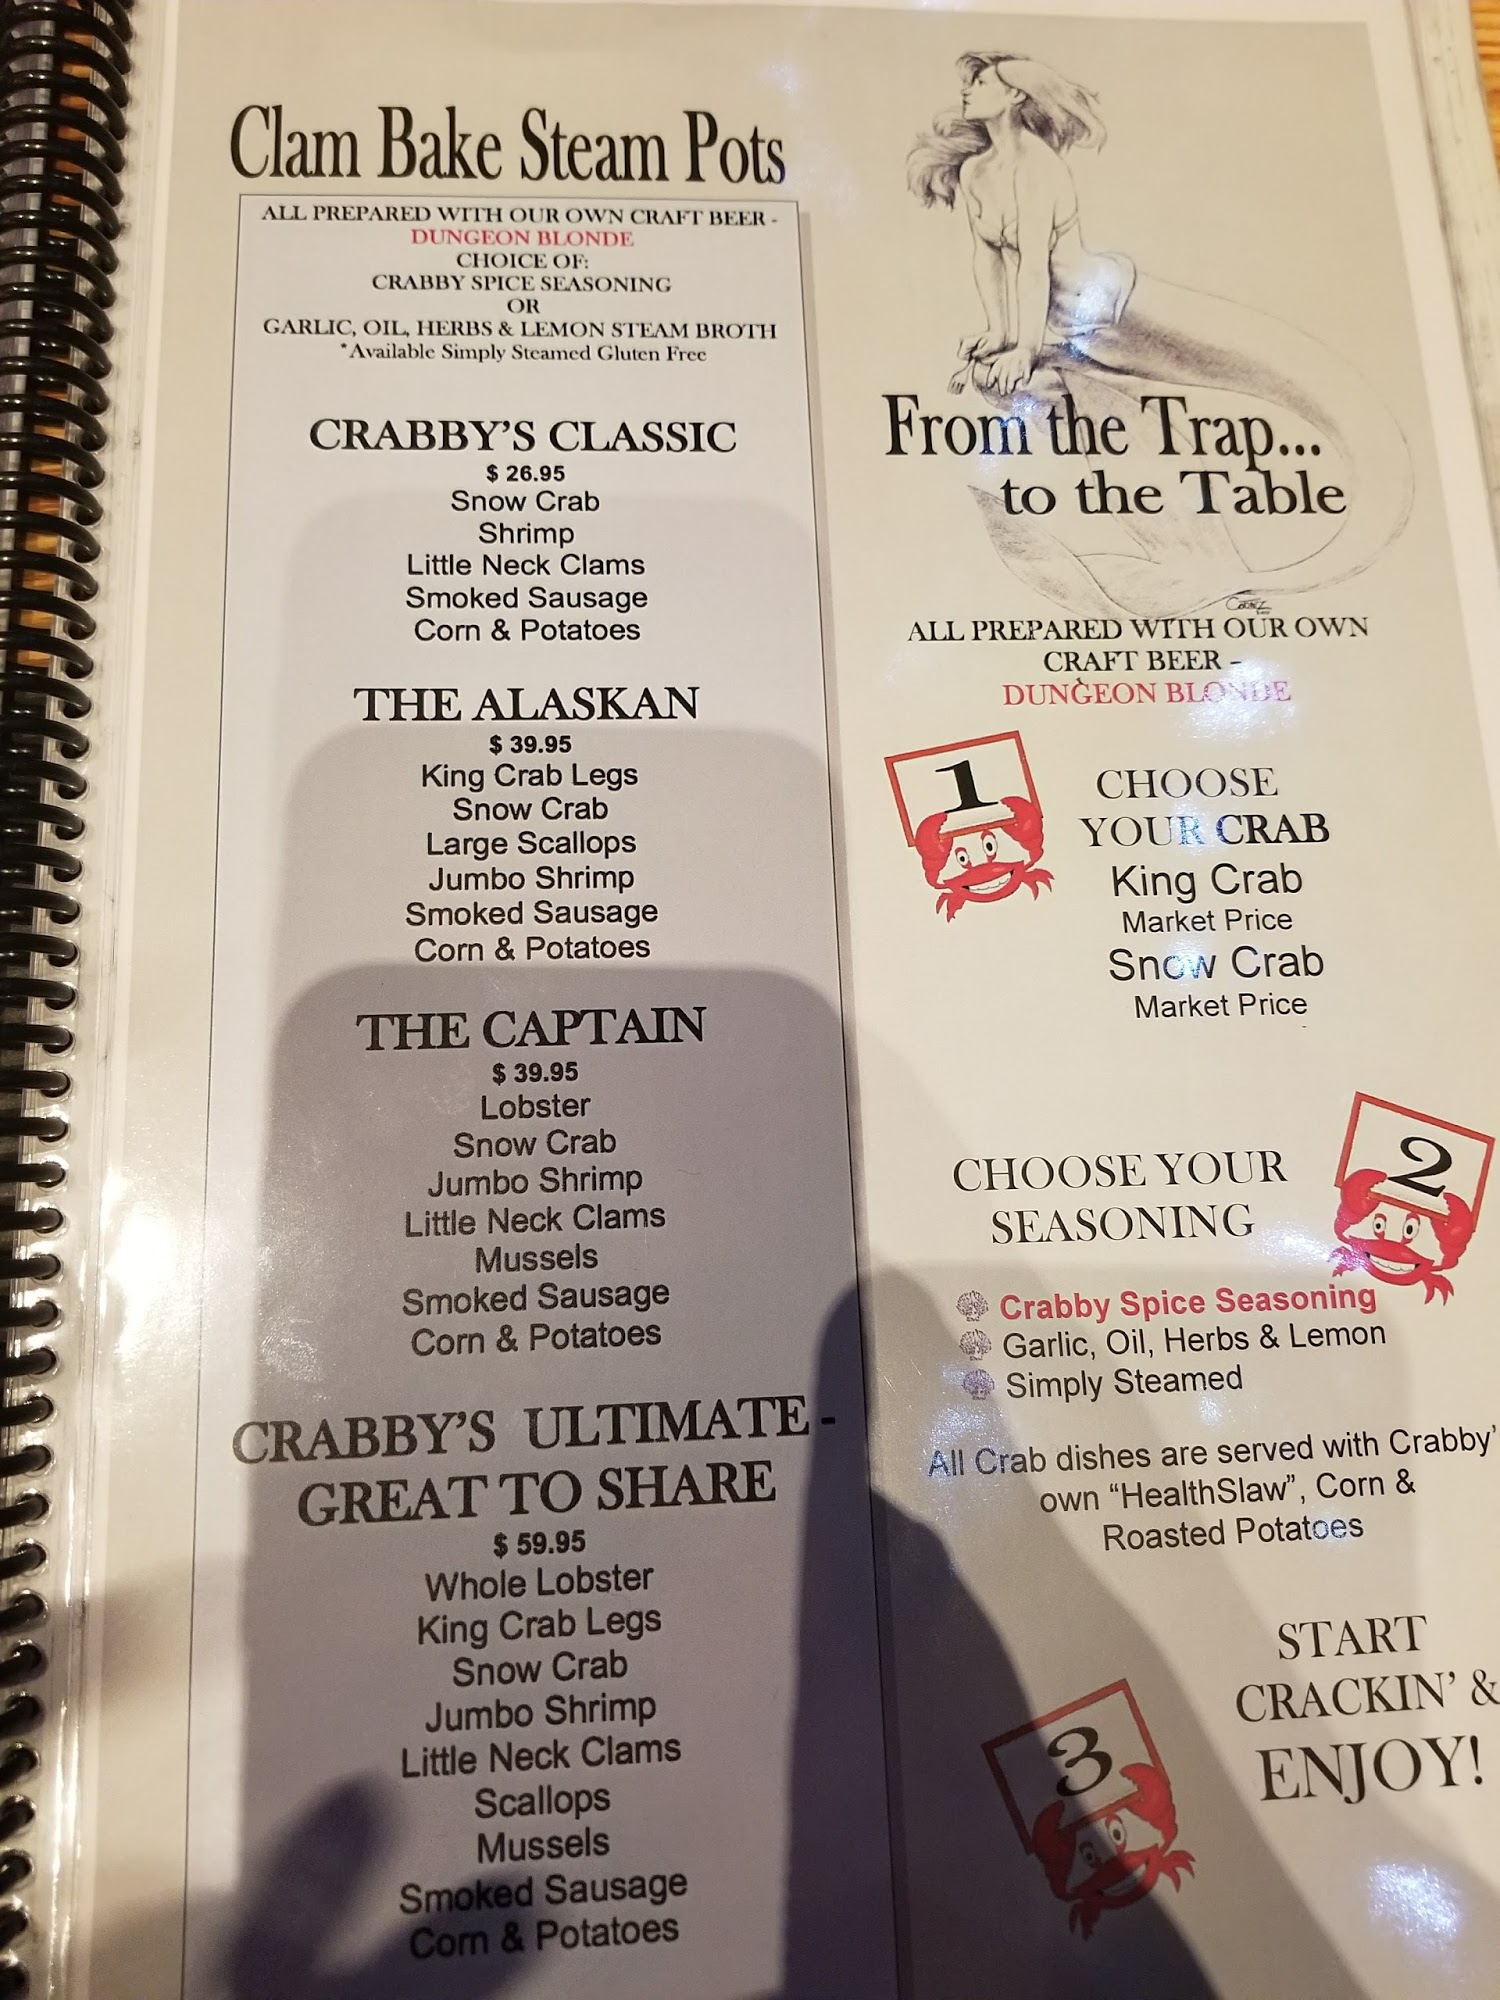 Clam Bake Steam Pots
ALL PREPARED WITH OUR OWN CRAFT BEER -
DUNGEON BLONDE
CHOICE OF:
CRABBY SPICE SEASONING
OR
GARLIC, OIL, HERBS & LEMON STEAM BROTH
*Available Simply Steamed Gluten Free
CRABBY'S CLASSIC
$ 26.95
Snow Crab
Shrimp
Little Neck Clams
Smoked Sausage
Corn & Potatoes
THE ALASKAN
$ 39.95
King Crab Legs
Snow Crab
Large Scallops
Jumbo Shrimp
Smoked Sausage
Corn & Potatoes
THE CAPTAIN
$ 39.95
Lobster
Snow Crab
Jumbo Shrimp
Little Neck Clams
Mussels
Smoked Sausage
Corn & Potatoes
CRABBY'S ULTIMATE -
GREAT TO SHARE
$ 59.95
Whole Lobster
King Crab Legs
Snow Crab
Jumbo Shrimp
Little Neck Clams
Scallops
Mussels
Smoked Sausage
Corn & Potatoes
From the Trap...
to the Table
ALL PREPARED WITH OUR OWN
CRAFT BEER -
DUNGEON BLONDE
1
CHOOSE
YOUR CRAB
King Crab
Market Price
Snow Crab
Market Price
2
CHOOSE YOUR
SEASONING
Crabby Spice Seasoning
Garlic, Oil, Herbs & Lemon
Simply Steamed
All Crab dishes are served with Crabby'
own "HealthSlaw", Corn &
Roasted Potatoes
3
START
CRACKIN' &
ENJOY!